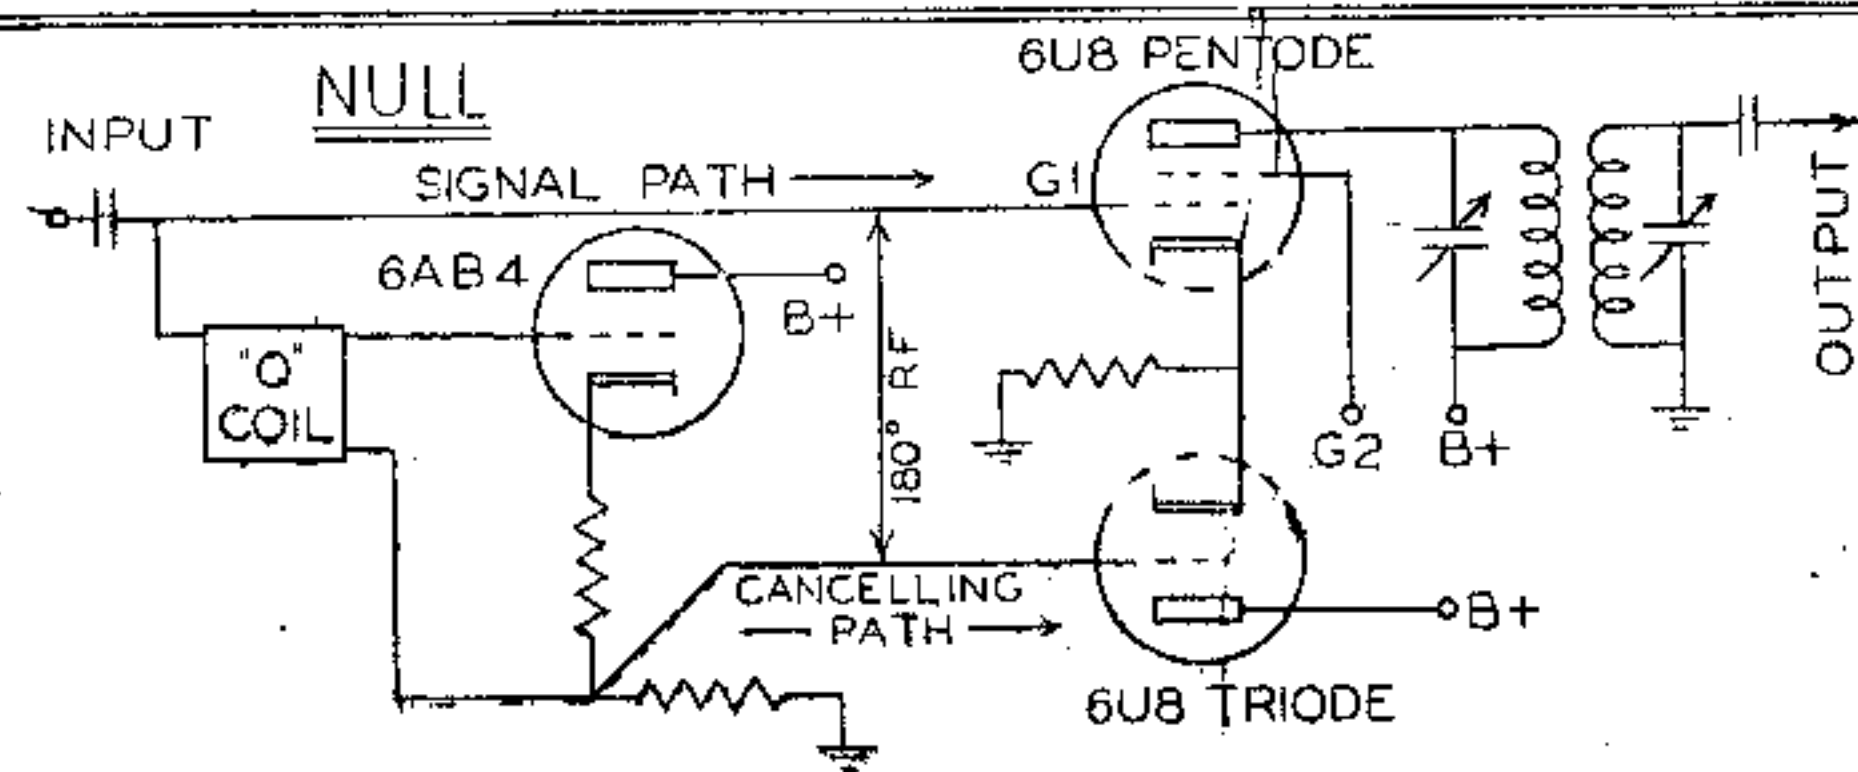 6U8 PENTODE
NULL
INPUT
SIGNAL PATH
G1
6AB4
B+
"Q"
COIL
180° RF
G2
B+
OUTPUT
CANCELLING
PATH
B+
6U8 TRIODE